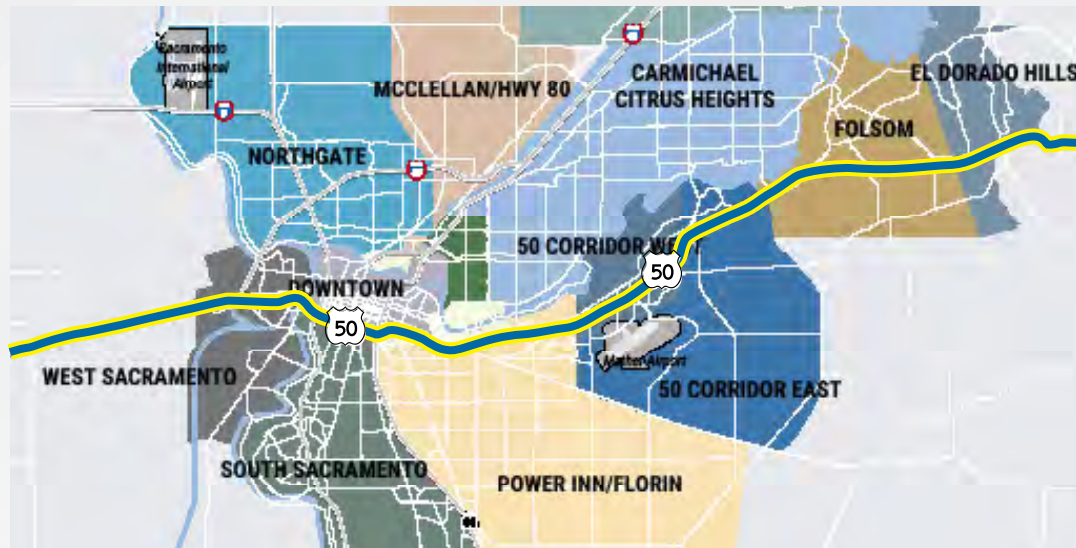 Sacramento
International
Airport
MCCLELLAN/HWY 80
CARMICHAEL
CITRUS HEIGHTS
EL DORADO HILLS
FOLSOM
NORTHGATE
50 CORRIDOR WEST
50
DOWNTOWN
50
Mather Airport
WEST SACRAMENTO
50 CORRIDOR EAST
SOUTH SACRAMENTO
POWER INN/FLORIN